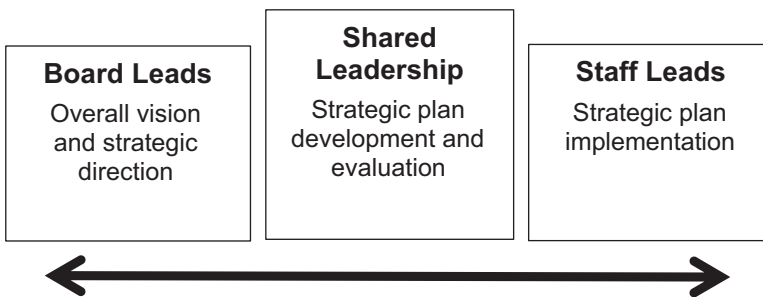 Board Leads
Overall vision
and strategic
direction
Shared
Leadership
Strategic plan
development and
evaluation
Staff Leads
Strategic plan
implementation